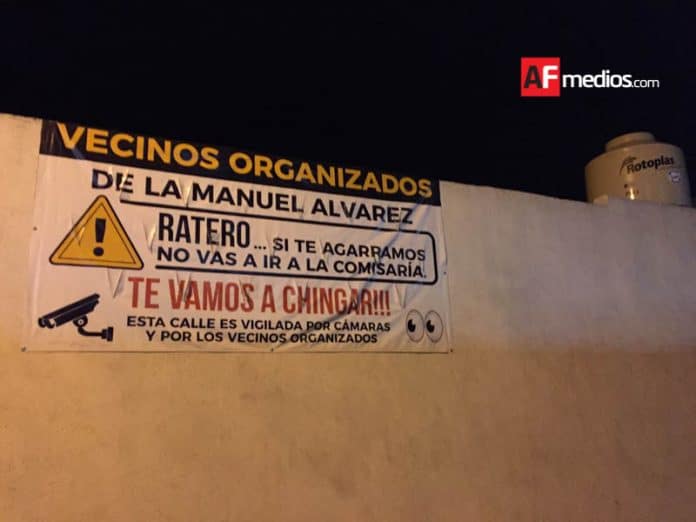 AFmedios.com
Rotoplas
VECINOS ORGANIZADOS
DE LA MANUEL ALVAREZ
RATERO... SI TE AGARRAMOS
NO VAS A IR A LA COMISARÍA.
TE VAMOS A CHINGAR!!!
ESTA CALLE ES VIGILADA POR CÁMARAS
Y POR LOS VECINOS ORGANIZADOS